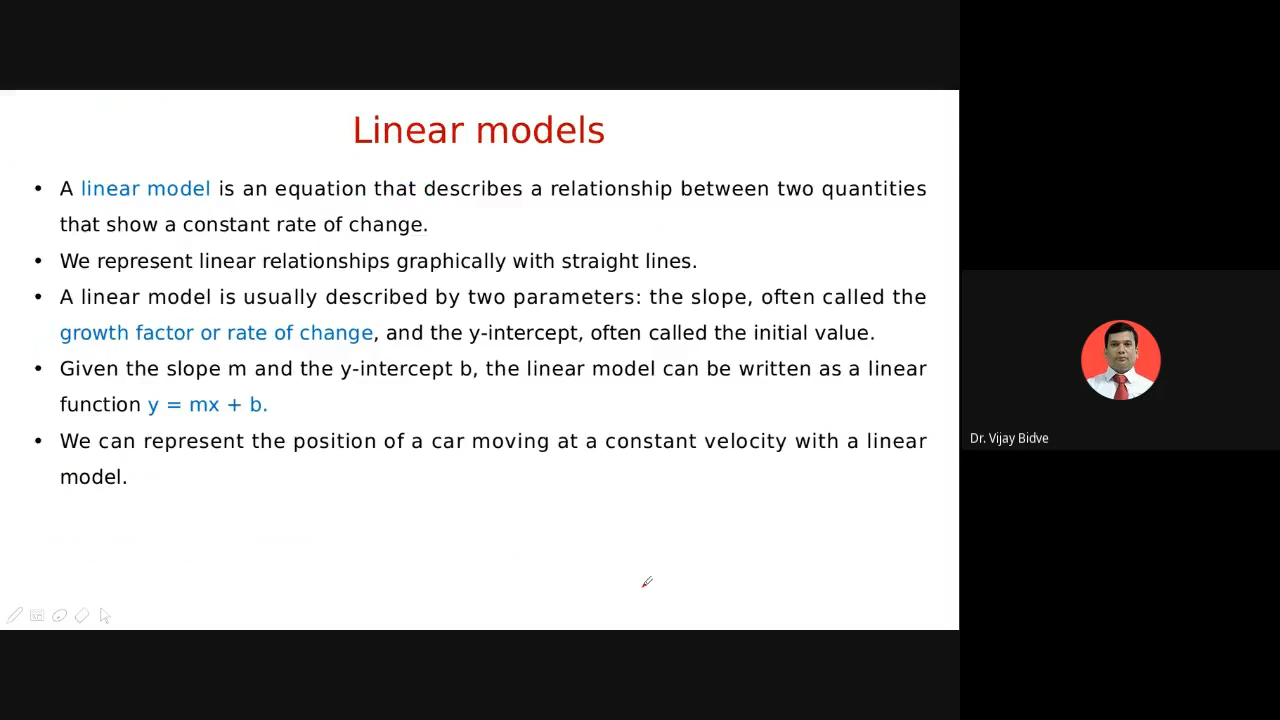 Linear models
• A linear model is an equation that describes a relationship between two quantities
that show a constant rate of change.
• We represent linear relationships graphically with straight lines.
• A linear model is usually described by two parameters: the slope, often called the
growth factor or rate of change, and the y-intercept, often called the initial value.
• Given the slope m and the y-intercept b, the linear model can be written as a linear
function y = mx + b.
• We can represent the position of a car moving at a constant velocity with a linear
model.
Dr. Vijay Bidve